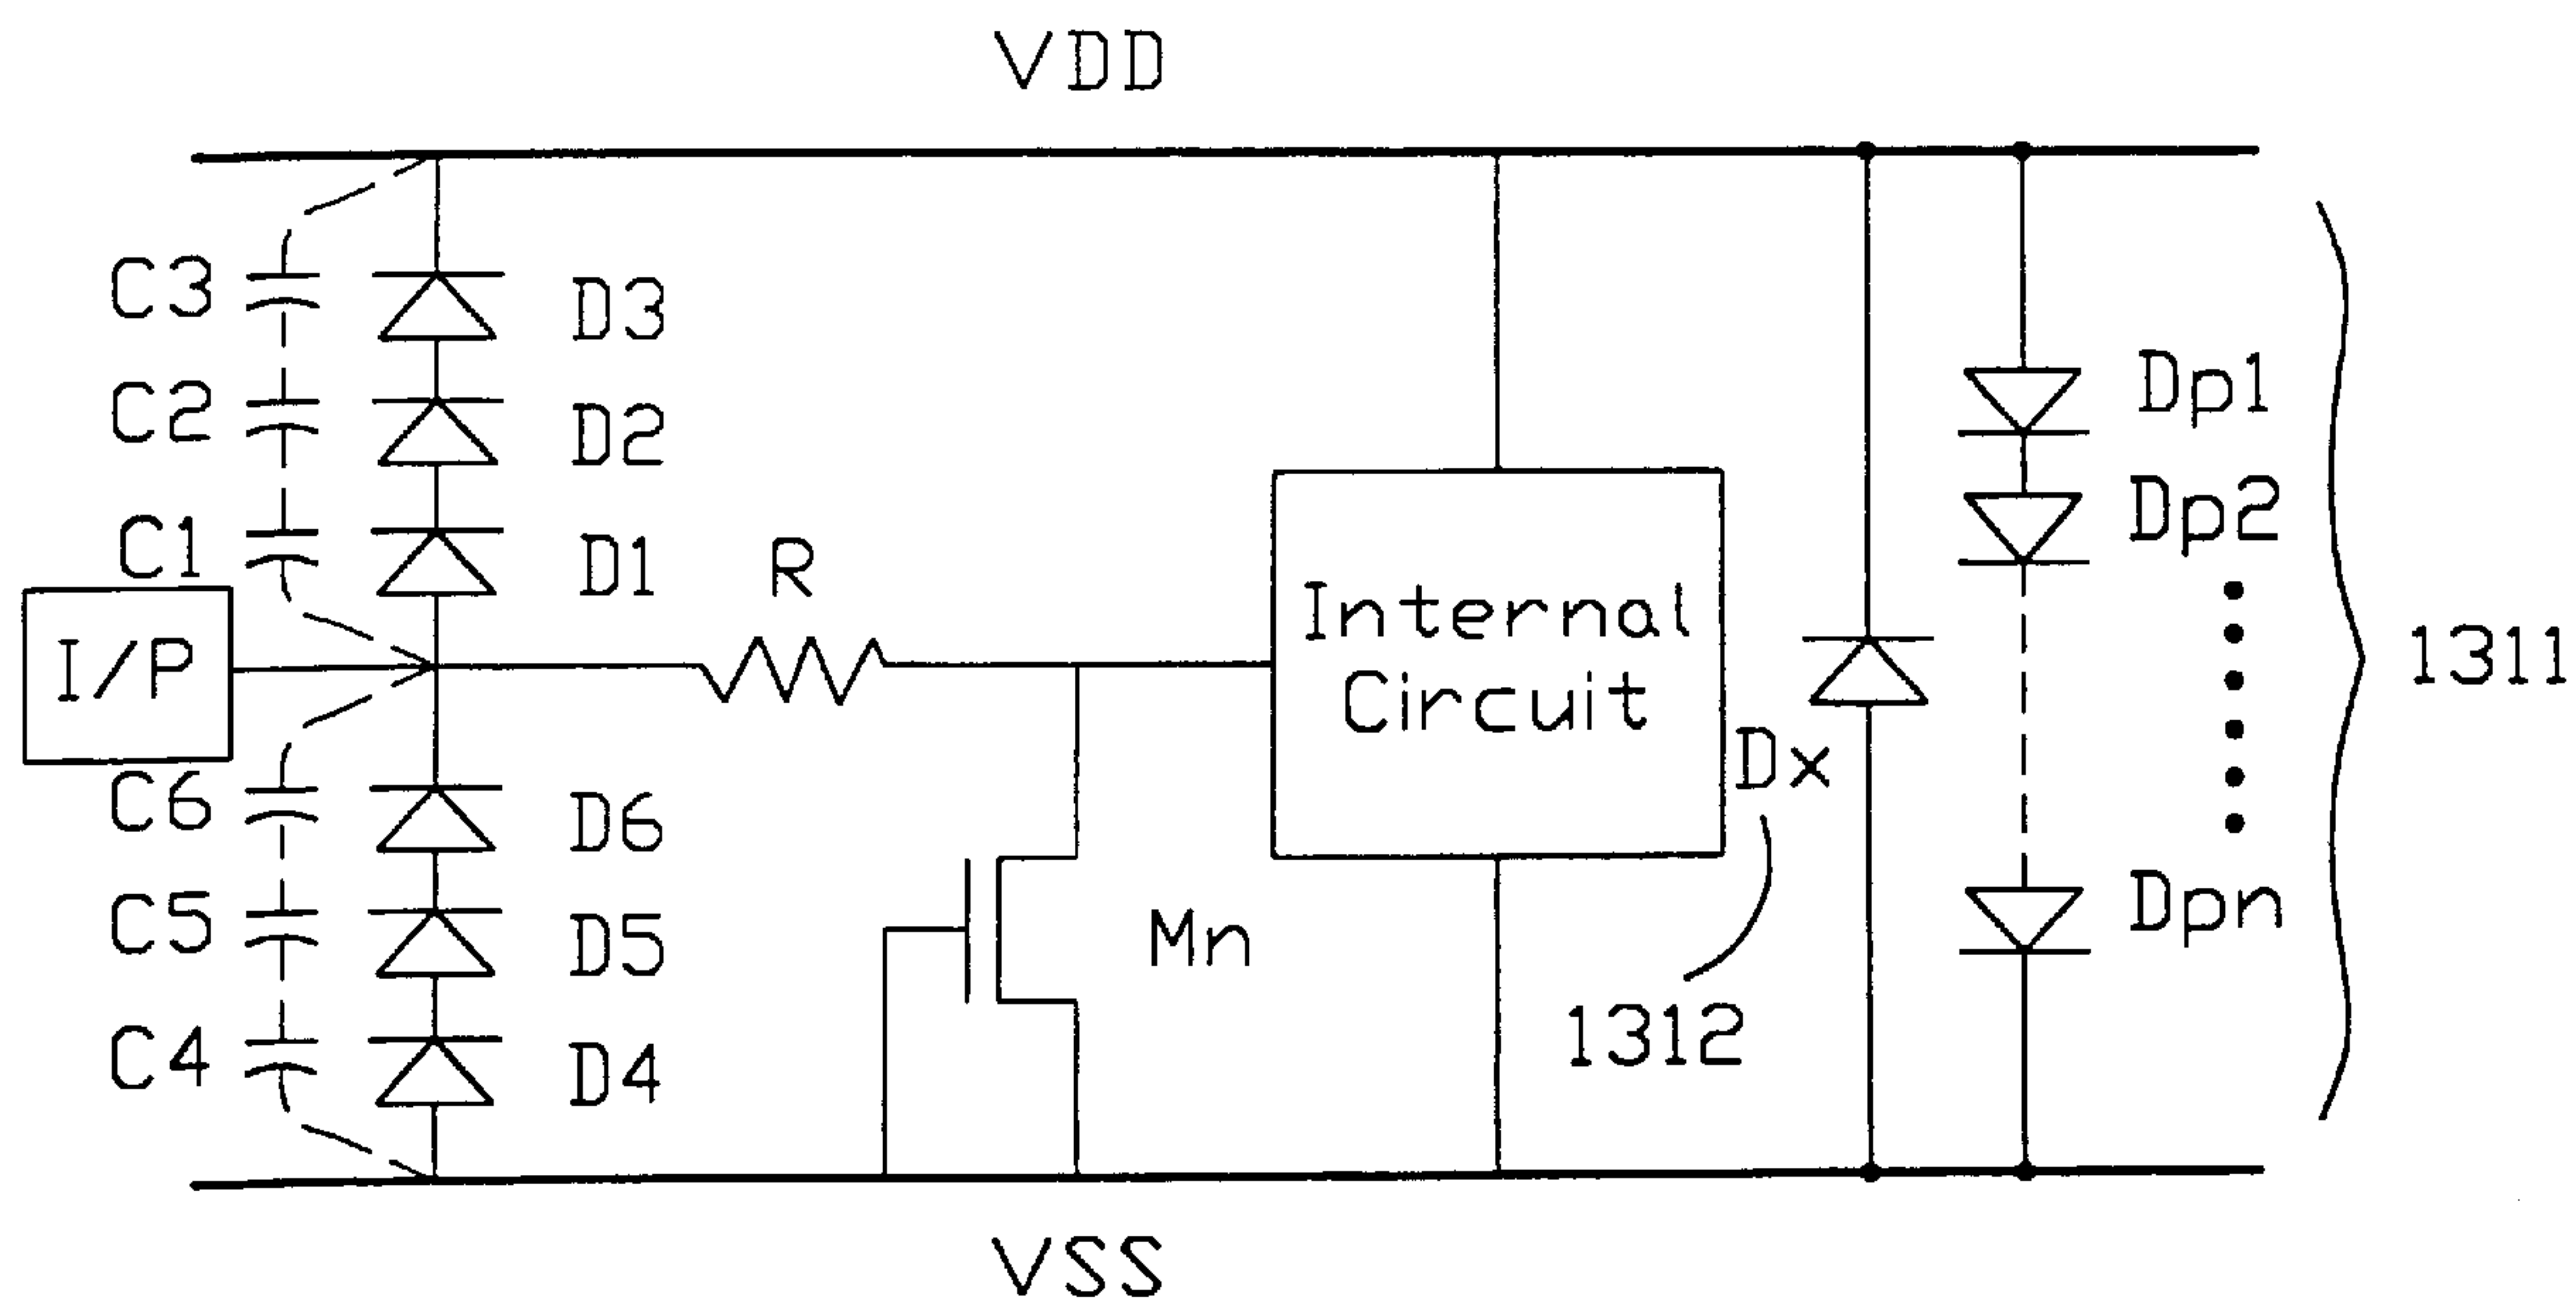 VDD
C3
D3
C2
D2
Dp1
Dp2
C1
D1
R
I/P
Internal
Circuit
1311
C6
D6
Dx
C5
D5
Mn
Dpn
C4
D4
1312
VSS